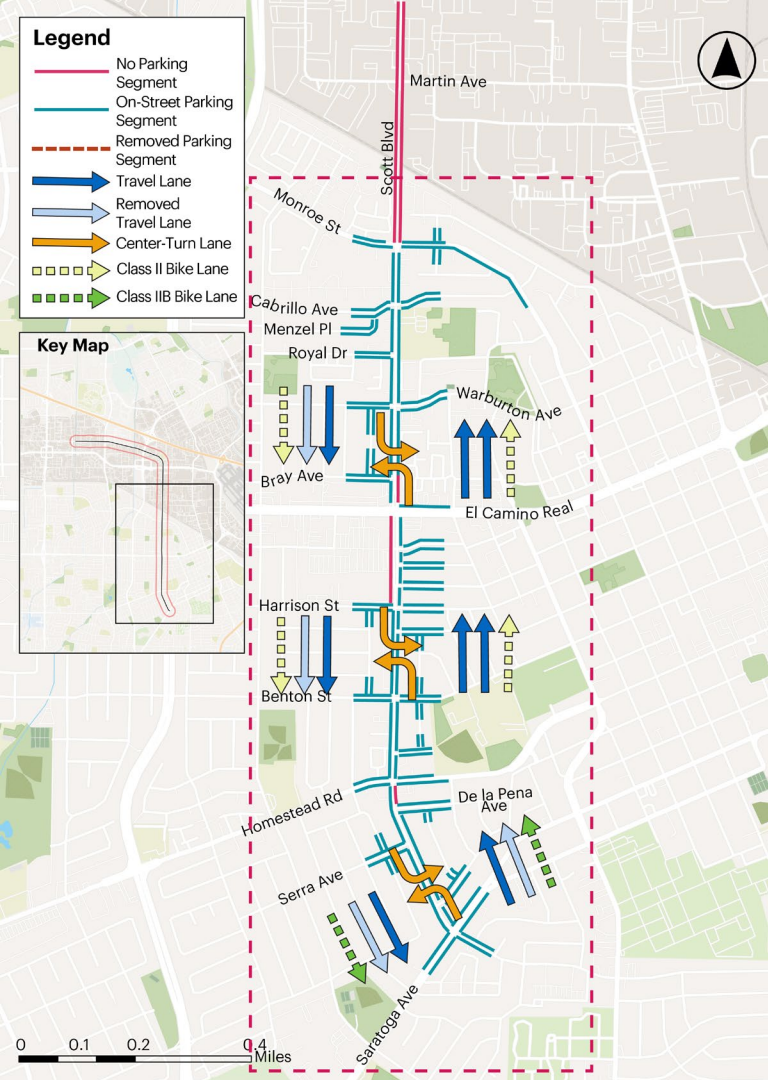 Legend
No Parking
Segment
On-Street Parking
Segment
Removed Parking
Segment
Travel Lane
Removed
Travel Lane
Center-Turn Lane
Class II Bike Lane
Class IIB Bike Lane
Key Map
Martin Ave
Scott Blvd
Monroe St
Cabrillo Ave
Menzel Pl
Royal Dr
Warburton Ave
Bray Ave
El Camino Real
Harrison St
Benton St
Homestead Rd
De la Pena
Ave
Serra Ave
Saratoga Ave
0 0.1 0.2 0.4
Miles